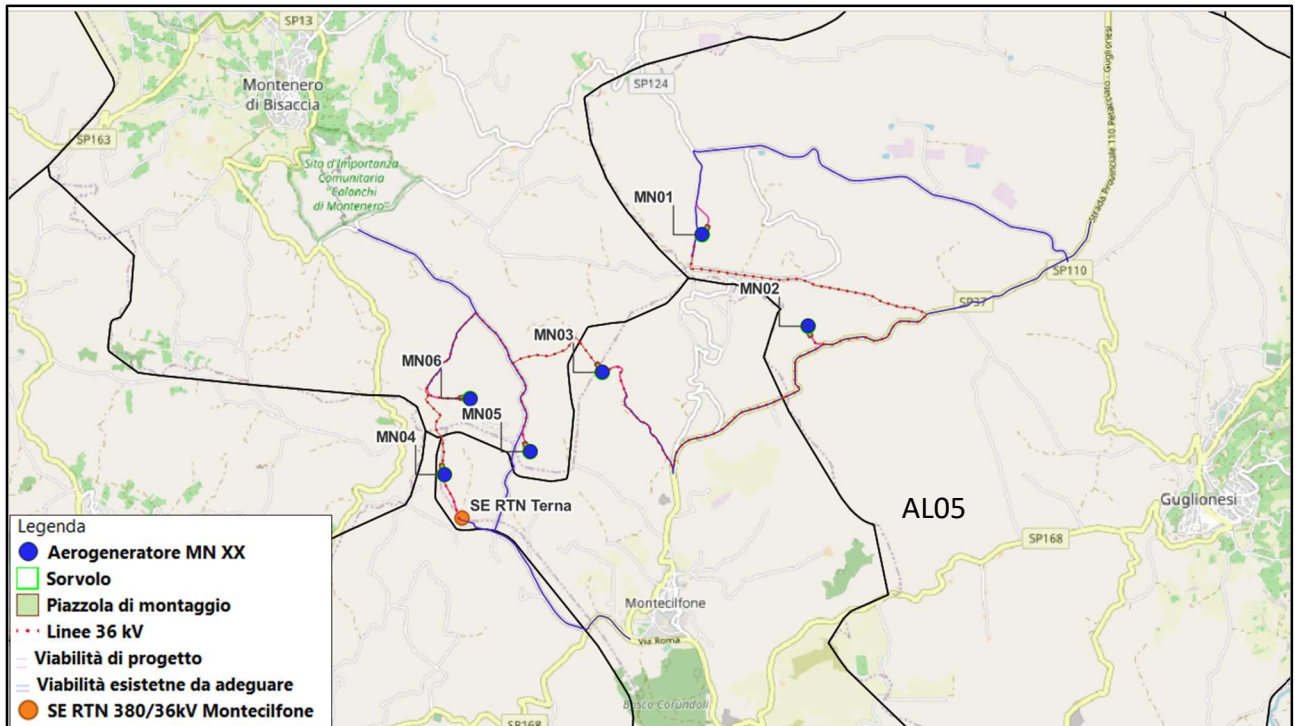 SP13
Montenero
di Bisaccia
SP163
SP124
Sito d'Importanza
Comunitaria
"Calanchi
di Montenero"
Strada Provinciale 110 Petacciato - Guglionesi
MN01
SP110
MN02
SP37
MN03
MN06
MN05
MN04
SE RTN Terna
AL05
Guglionesi
SP168
Montecilfone
Via Roma
Bosco Corundoli
SP168
Legenda
Aerogeneratore MN XX
Sorvolo
Piazzola di montaggio
Linee 36 kV
Viabilità di progetto
Viabilità esistetne da adeguare
SE RTN 380/36kV Montecilfone